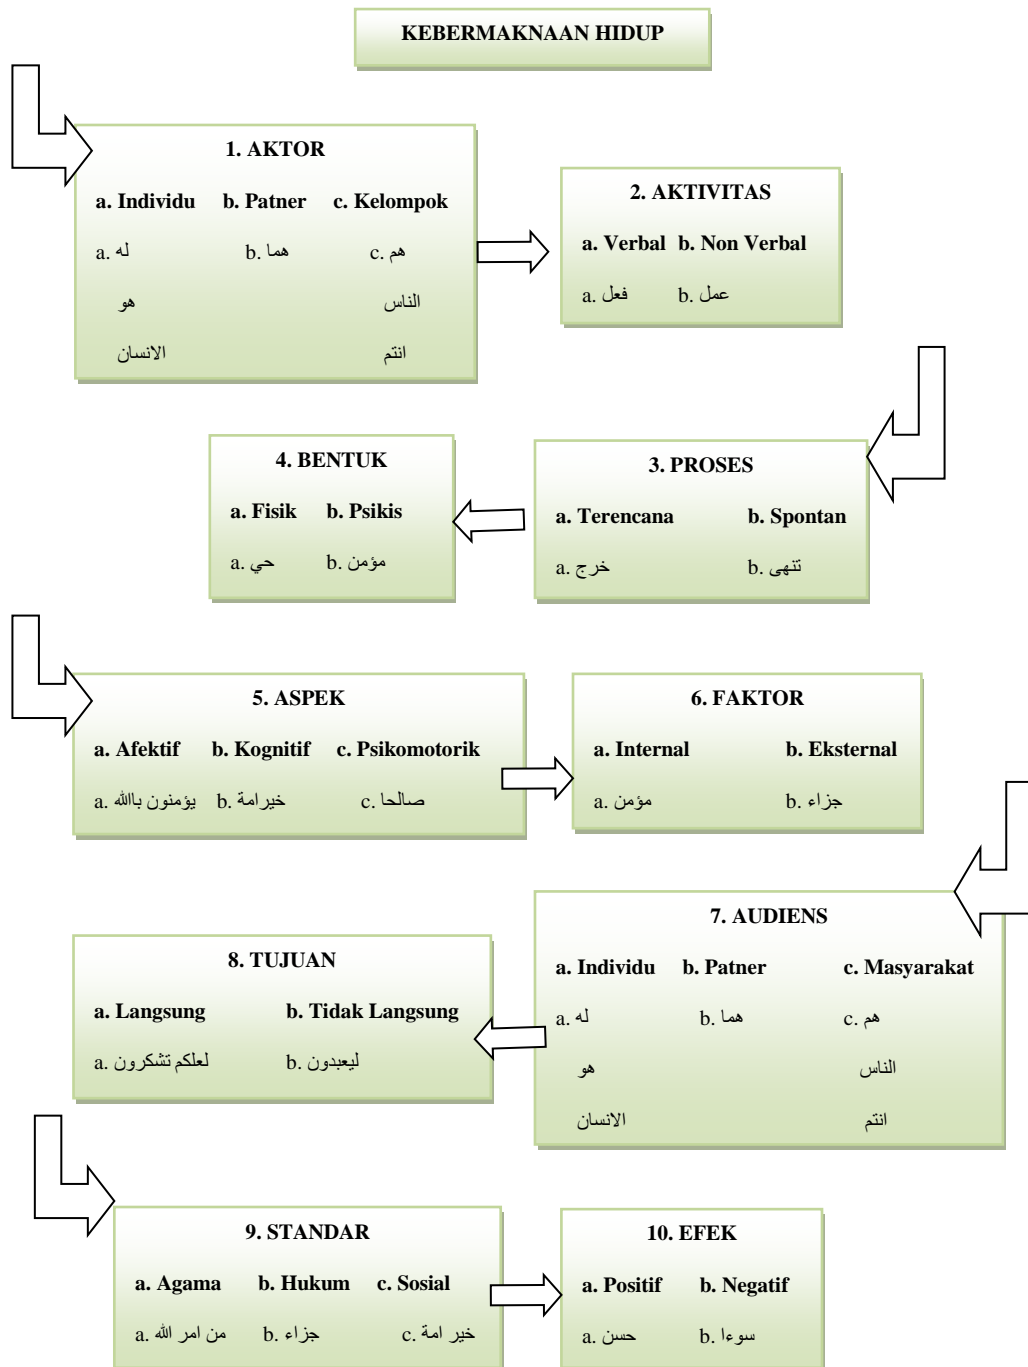 KEBERMAKNAAN HIDUP
1. AKTOR
a. Individu b. Patner c. Kelompok
a. له b. هما c. هم
هو الناس
الانسان انتم
2. AKTIVITAS
a. Verbal b. Non Verbal
a. فعل b. عمل
3. PROSES
a. Terencana b. Spontan
a. خرج b. تنهى
4. BENTUK
a. Fisik b. Psikis
a. حي b. مؤمن
5. ASPEK
a. Afektif b. Kognitif c. Psikomotorik
a. يؤمنون باالله b. خيرامة c. صالحا
6. FAKTOR
a. Internal b. Eksternal
a. مؤمن b. جزاء
7. AUDIENS
a. Individu b. Patner c. Masyarakat
a. له b. هما c. هم
هو الناس
الانسان انتم
8. TUJUAN
a. Langsung b. Tidak Langsung
a. لعلكم تشكرون b. ليعبدون
9. STANDAR
a. Agama b. Hukum c. Sosial
a. من امر الله b. جزاء c. خير امة
10. EFEK
a. Positif b. Negatif
a. حسن b. سوءا